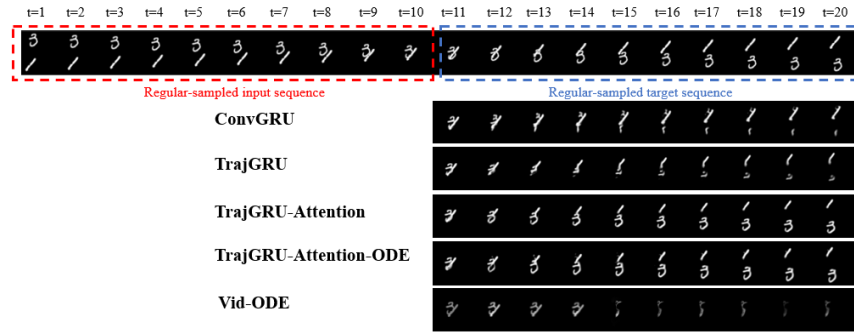 t=1 t=2 t=3 t=4 t=5 t=6 t=7 t=8 t=9 t=10 t=11 t=12 t=13 t=14 t=15 t=16 t=17 t=18 t=19 t=20
Regular-sampled input sequence Regular-sampled target sequence
ConvGRU
TrajGRU
TrajGRU-Attention
TrajGRU-Attention-ODE
Vid-ODE